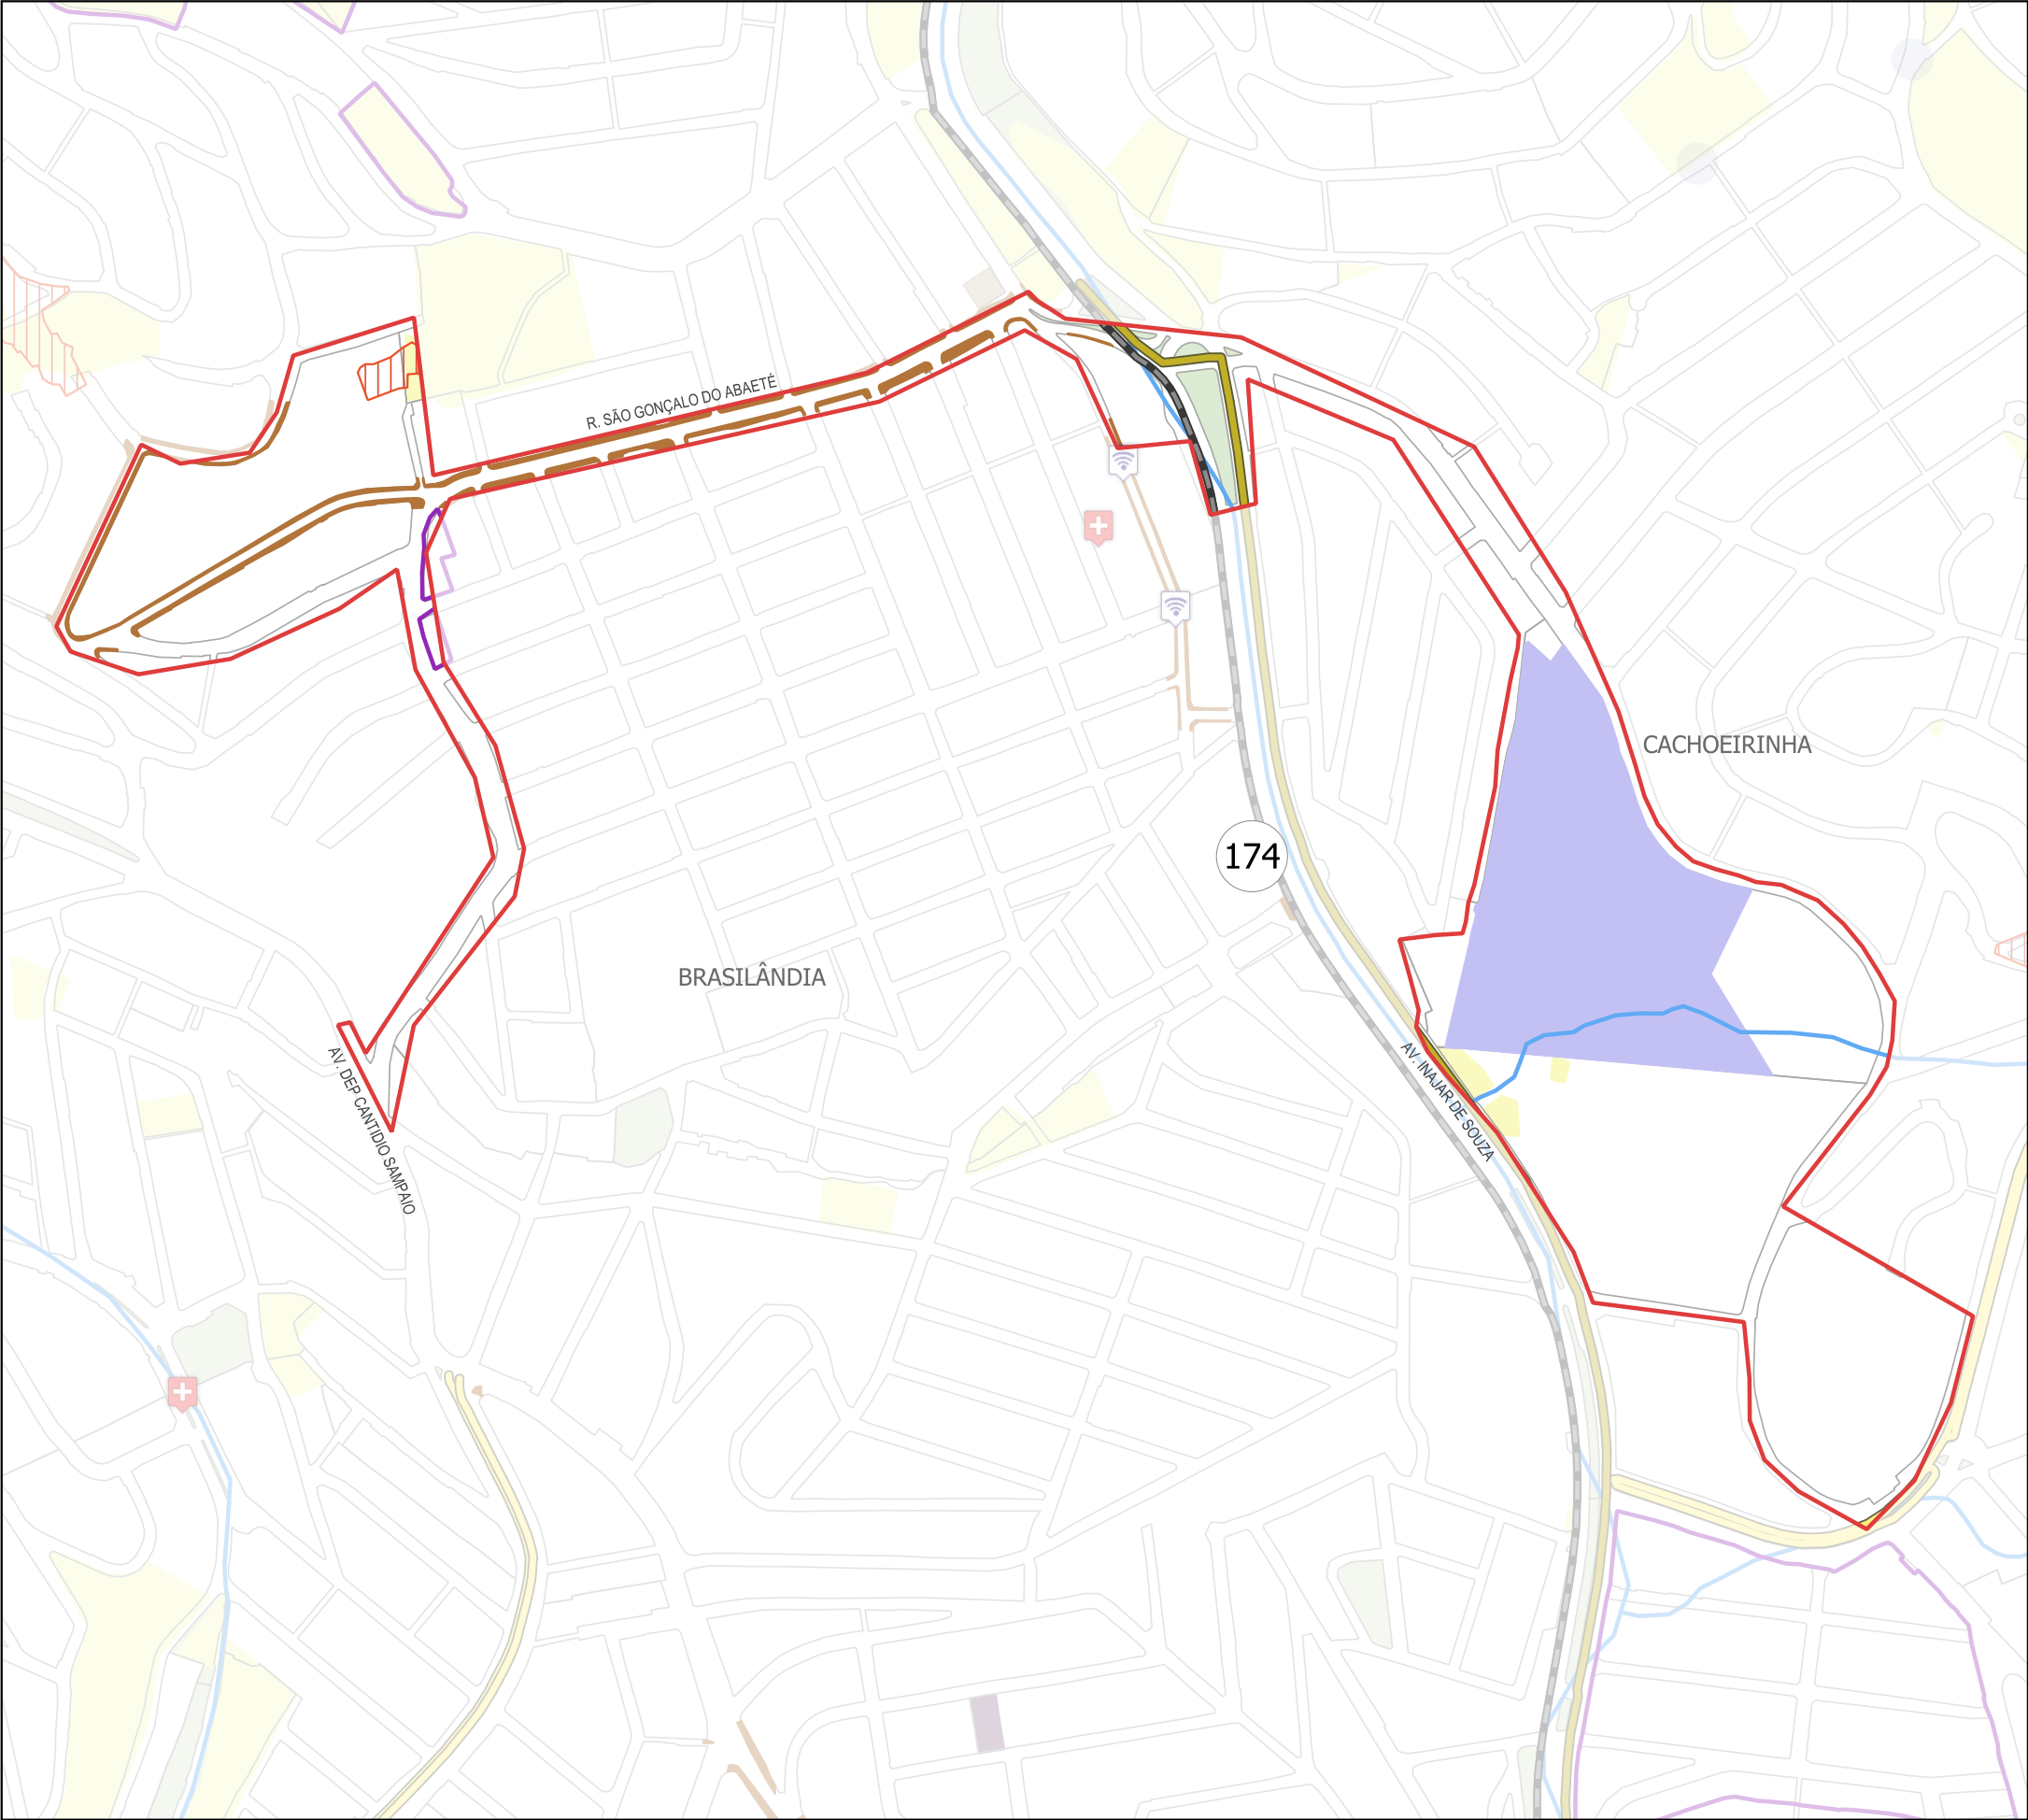 R. SÃO GONÇALO DO ABAETÉ
CACHOEIRINHA
174
BRASILÂNDIA
AV. DEP CANTIDIO SAMPAIO
AV. INAJAR DE SOUZA